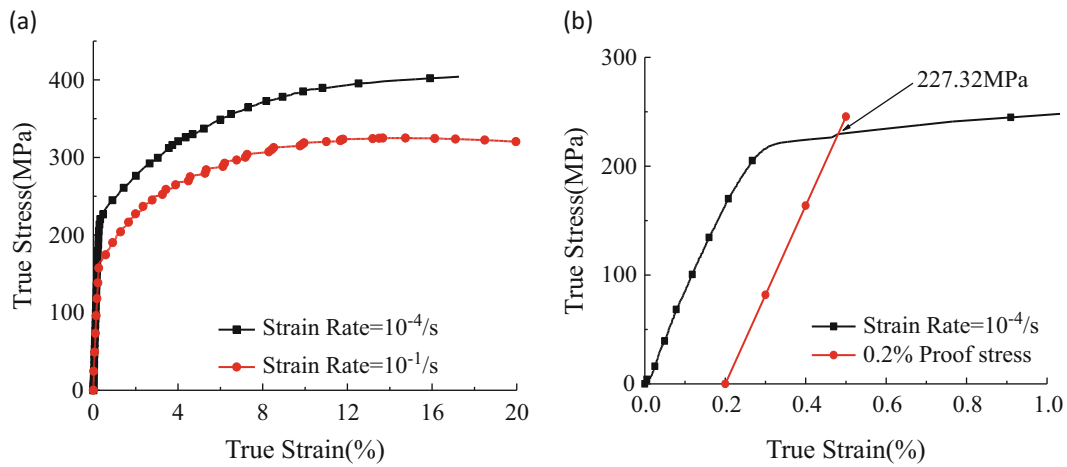 (a)
True Stress(MPa)
400
300
200
100
0
0 4 8 12 16 20
True Strain(%)
Strain Rate=10⁻⁴/s
Strain Rate=10⁻¹/s
(b)
True Stress(MPa)
300
200
100
0
0.0 0.2 0.4 0.6 0.8 1.0
True Strain(%)
227.32MPa
Strain Rate=10⁻⁴/s
0.2% Proof stress